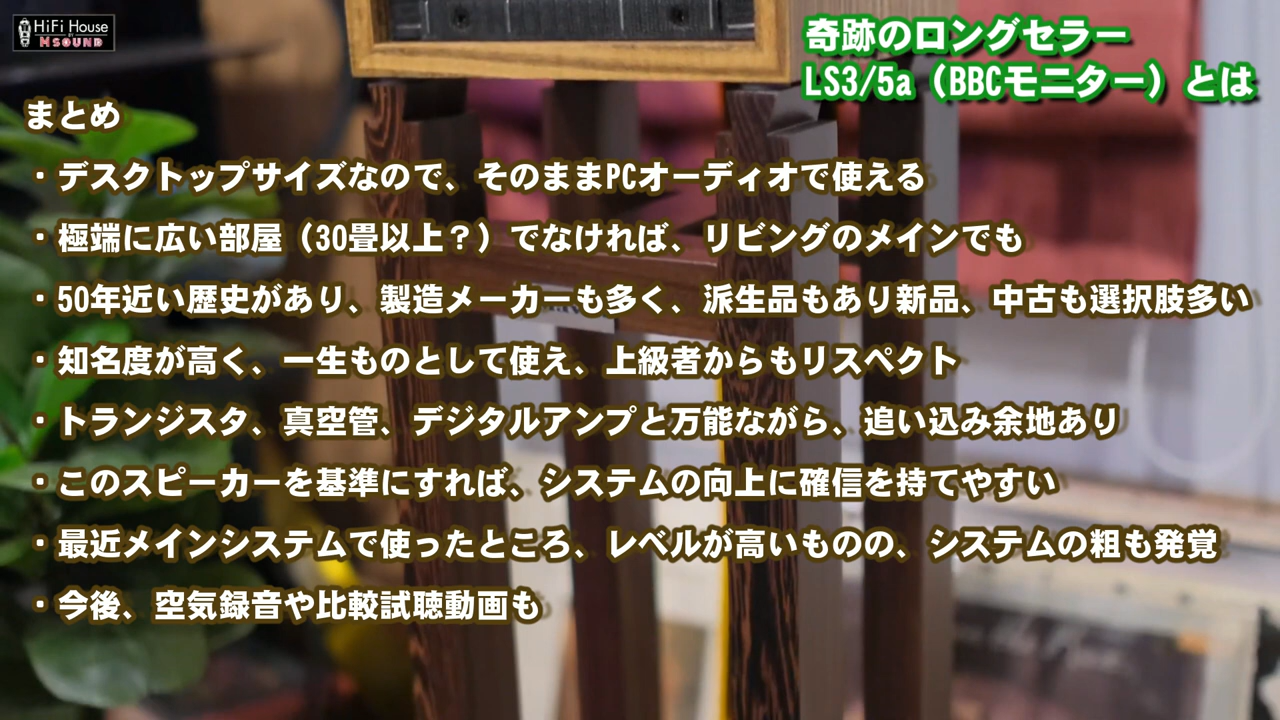 HiFi House
BY
HSOUND
奇跡のロングセラー
LS3/5a（BBCモニター）とは
まとめ
・デスクトップサイズなので、そのままPCオーディオで使える
・極端に広い部屋（30畳以上？）でなければ、リビングのメインでも
・50年近い歴史があり、製造メーカーも多く、派生品もあり新品、中古も選択肢多い
・知名度が高く、一生ものとして使え、上級者からもリスペクト
・トランジスタ、真空管、デジタルアンプと万能ながら、追い込み余地あり
・このスピーカーを基準にすれば、システムの向上に確信を持てやすい
・最近メインシステムで使ったところ、レベルが高いものの、システムの粗も発覚
・今後、空気録音や比較試聴動画も